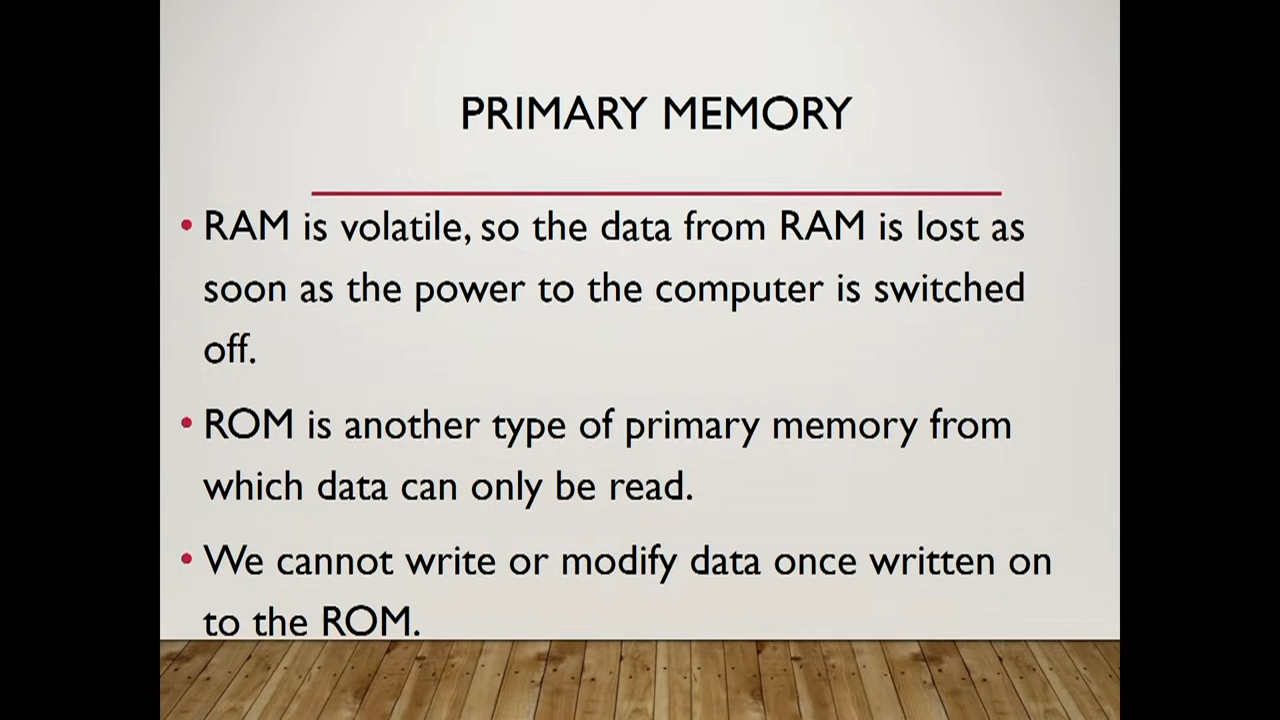 PRIMARY MEMORY
• RAM is volatile, so the data from RAM is lost as
soon as the power to the computer is switched
off.
• ROM is another type of primary memory from
which data can only be read.
• We cannot write or modify data once written on
to the ROM.